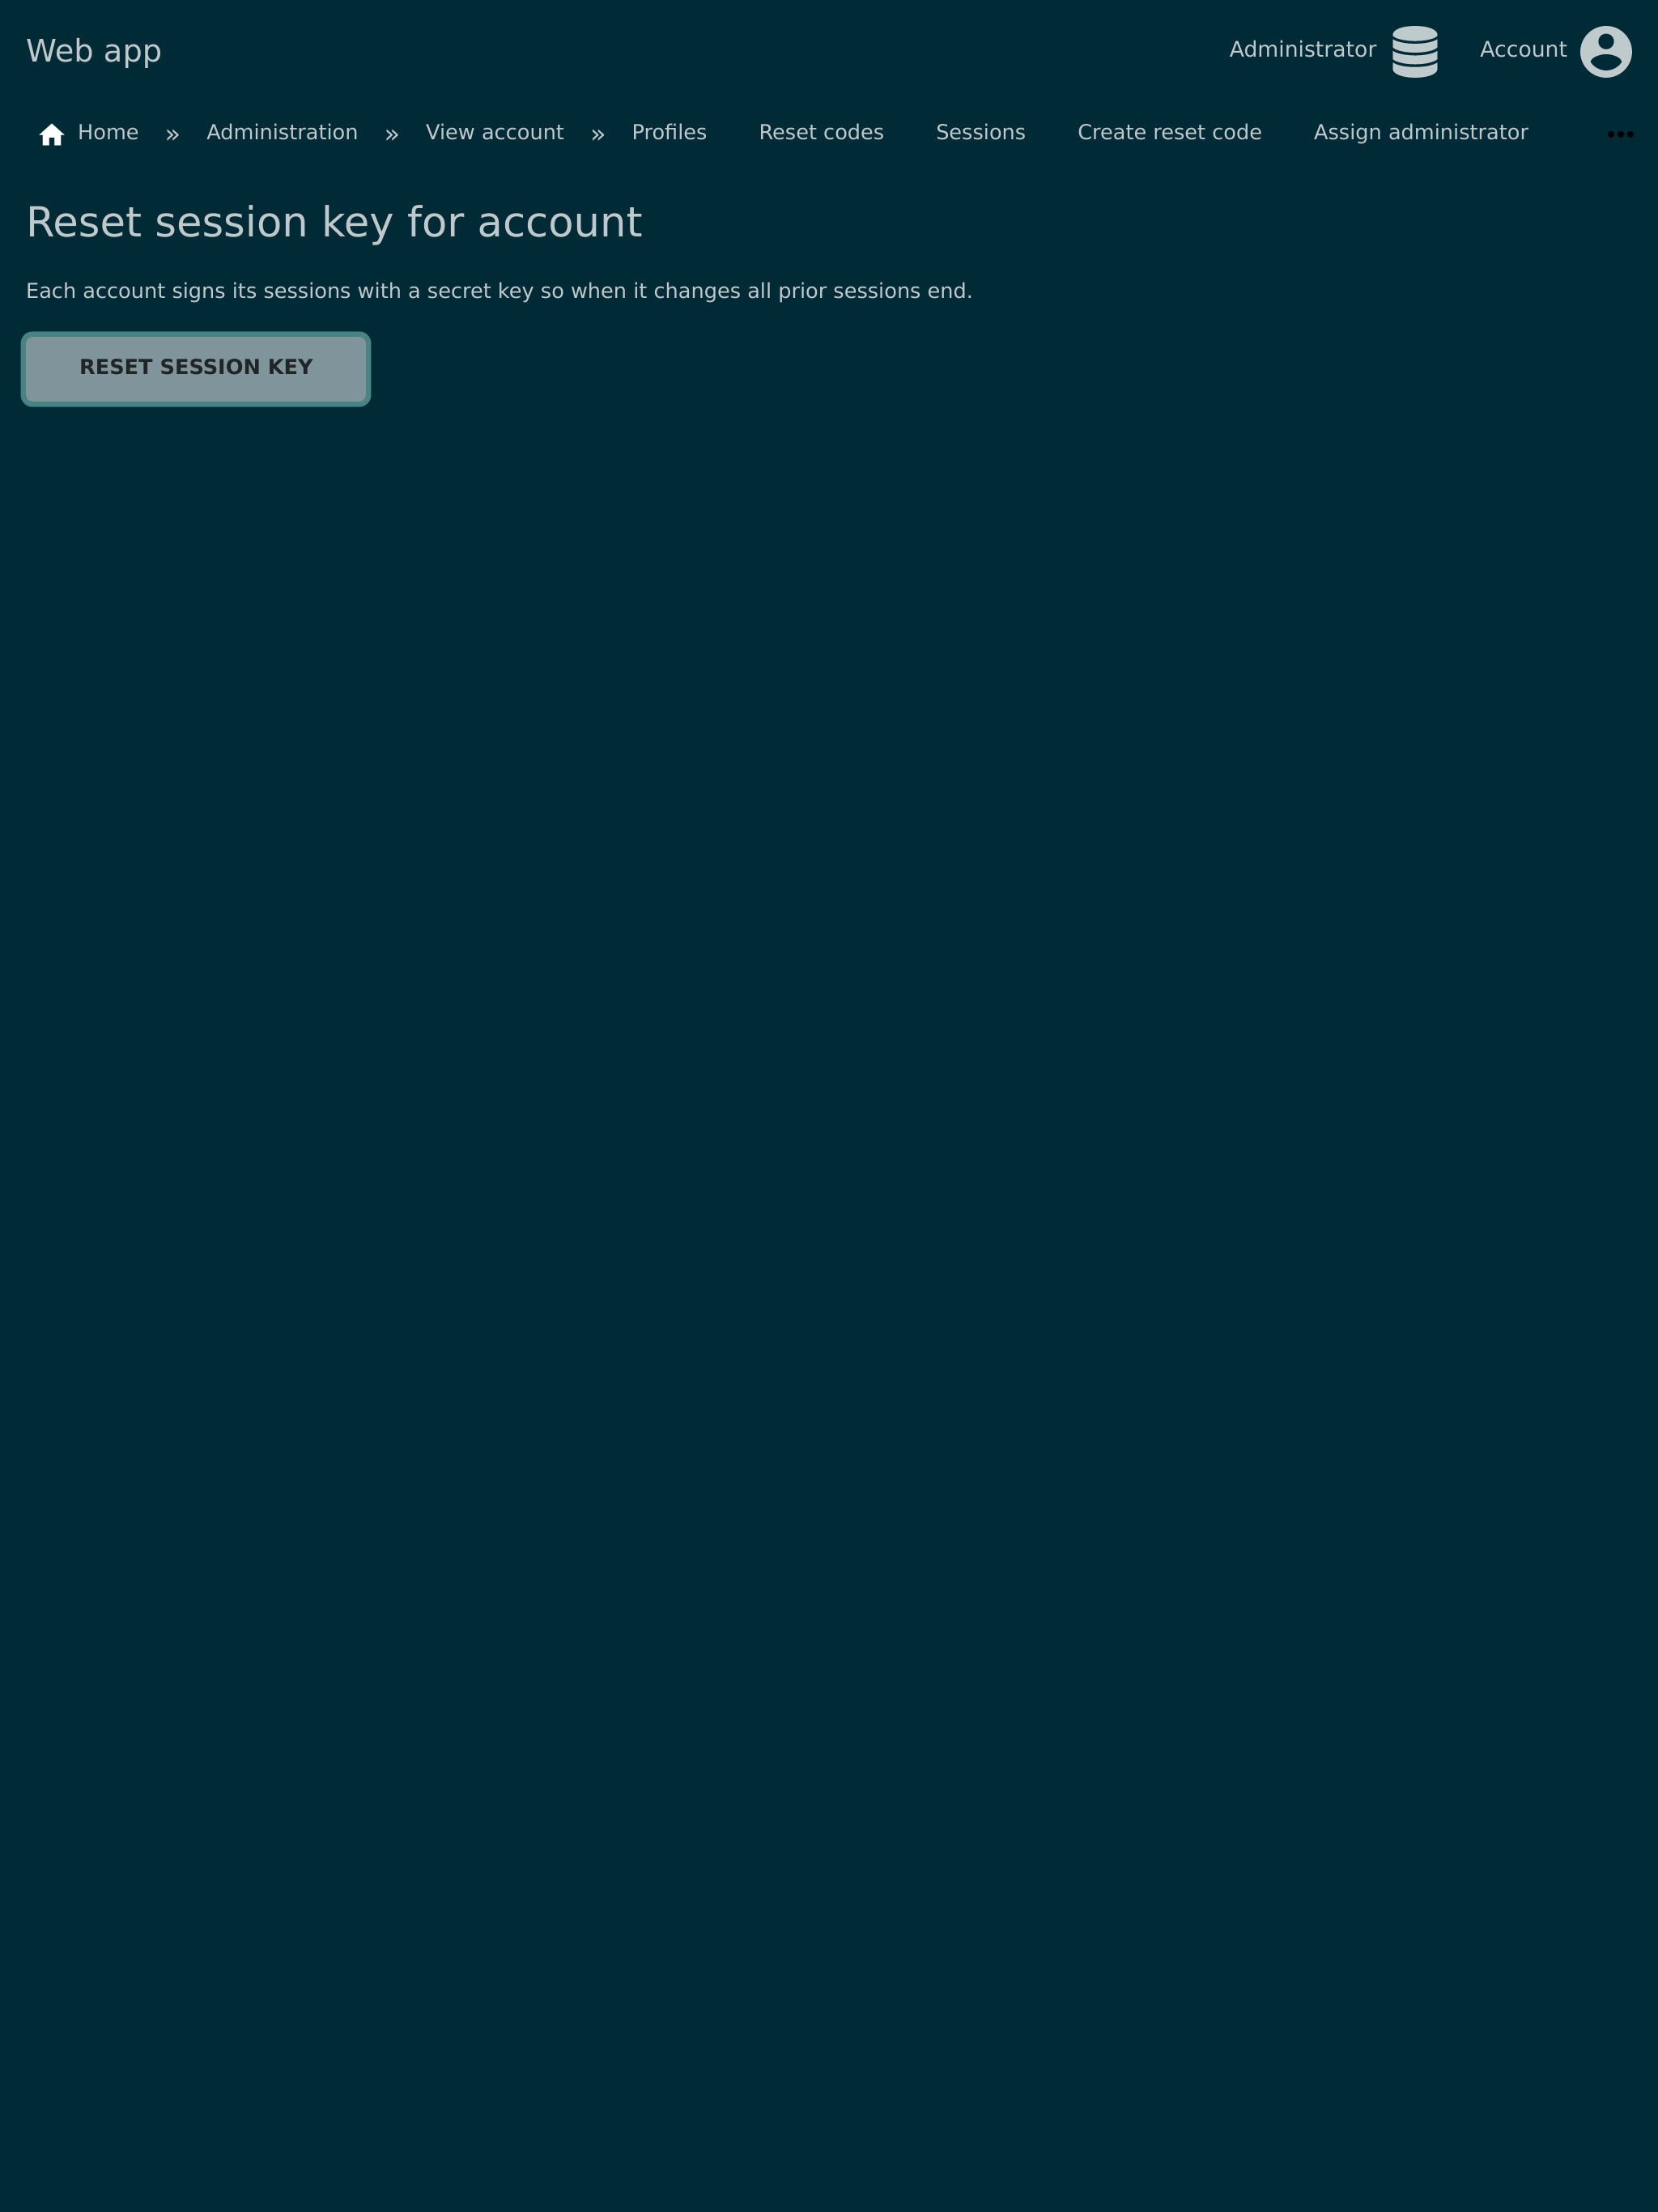 Web app
Administrator Account
Home » Administration » View account » Profiles Reset codes Sessions Create reset code Assign administrator
Reset session key for account
Each account signs its sessions with a secret key so when it changes all prior sessions end.
RESET SESSION KEY